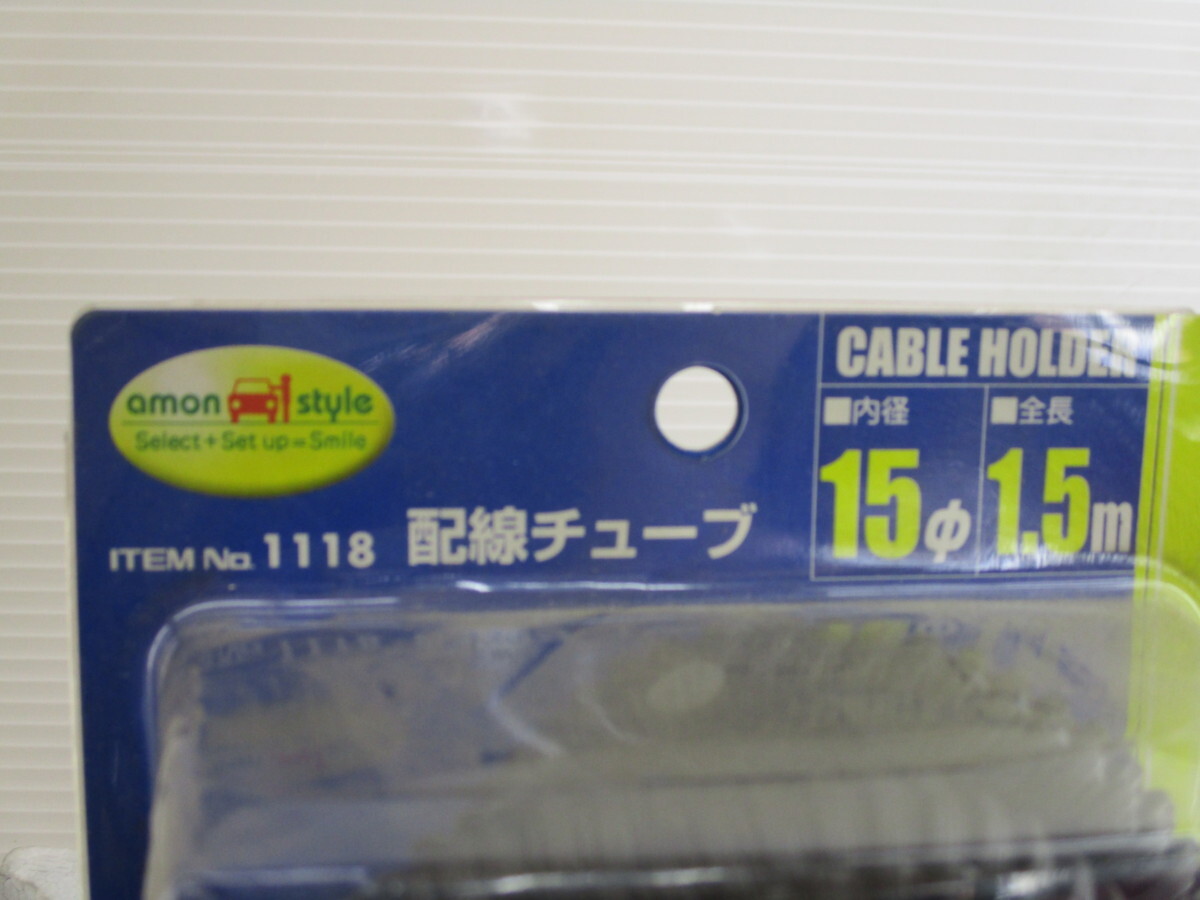 amon style
Select + Set up = Smile
ITEM No. 1118 配線チューブ
CABLE HOLDER
■内径 ■全長
15φ 1.5m